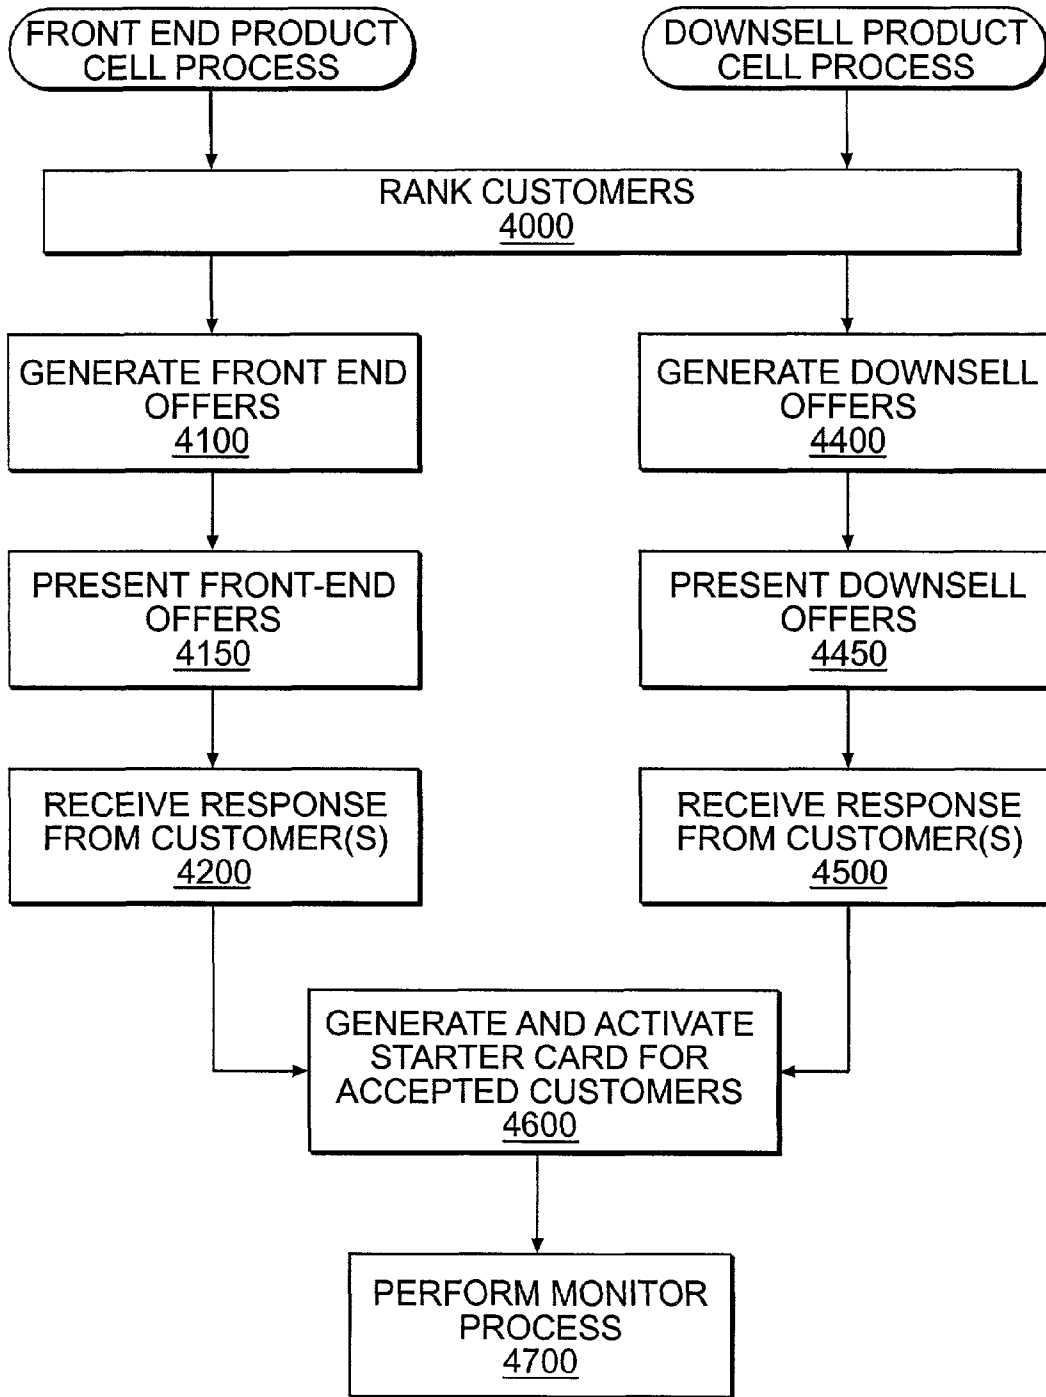 FRONT END PRODUCT
CELL PROCESS
DOWNSELL PRODUCT
CELL PROCESS
RANK CUSTOMERS
4000
GENERATE FRONT END
OFFERS
4100
GENERATE DOWNSELL
OFFERS
4400
PRESENT FRONT-END
OFFERS
4150
PRESENT DOWNSELL
OFFERS
4450
RECEIVE RESPONSE
FROM CUSTOMER(S)
4200
RECEIVE RESPONSE
FROM CUSTOMER(S)
4500
GENERATE AND ACTIVATE
STARTER CARD FOR
ACCEPTED CUSTOMERS
4600
PERFORM MONITOR
PROCESS
4700